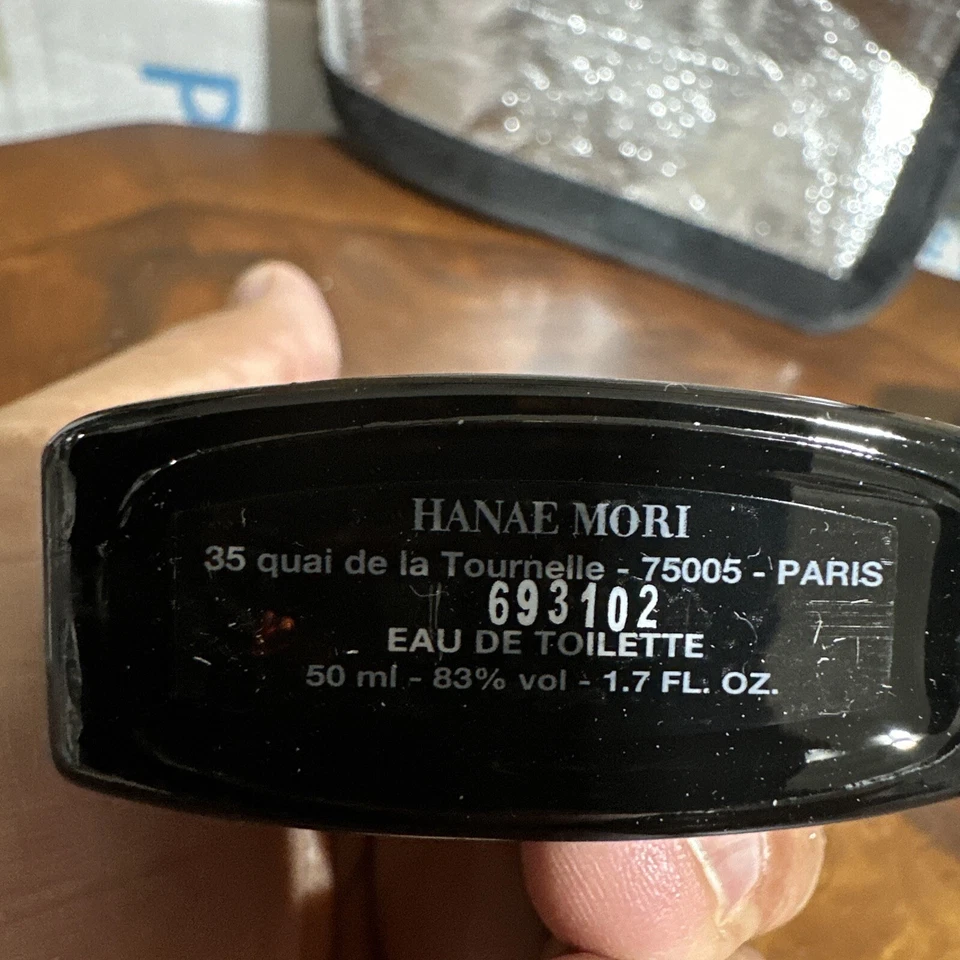 HANAE MORI
35 quai de la Tournelle - 75005 - PARIS
693102
EAU DE TOILETTE
50 ml - 83% vol - 1.7 FL. OZ.